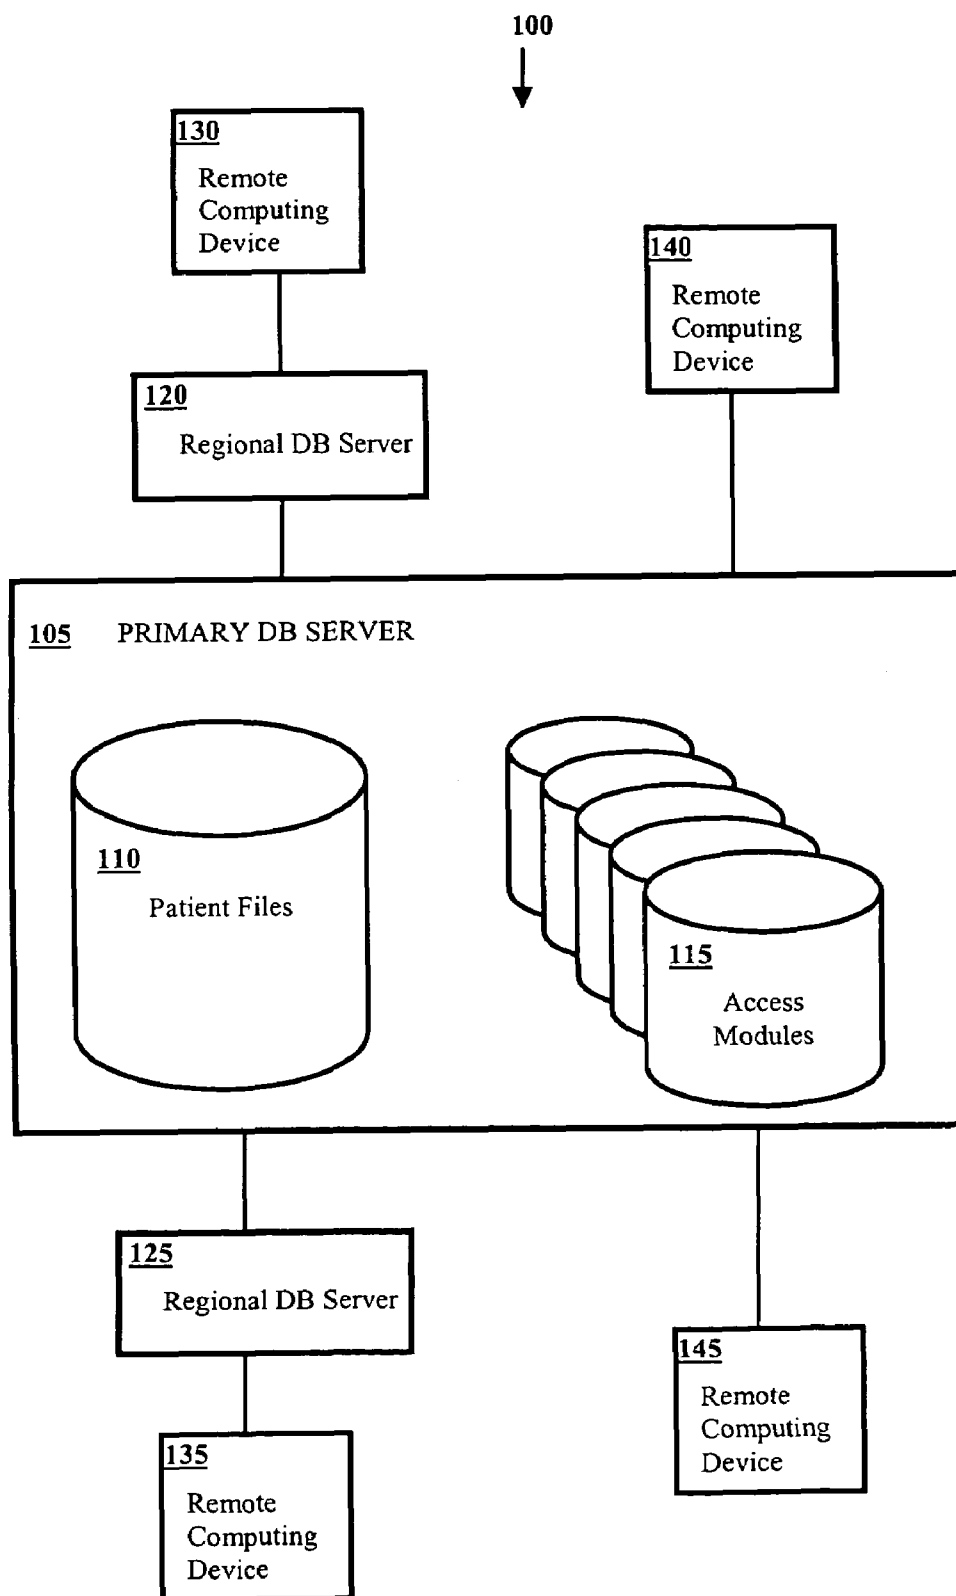 100
130
Remote
Computing
Device
140
Remote
Computing
Device
120
Regional DB Server
105 PRIMARY DB SERVER
110
Patient Files
115
Access
Modules
125
Regional DB Server
145
Remote
Computing
Device
135
Remote
Computing
Device